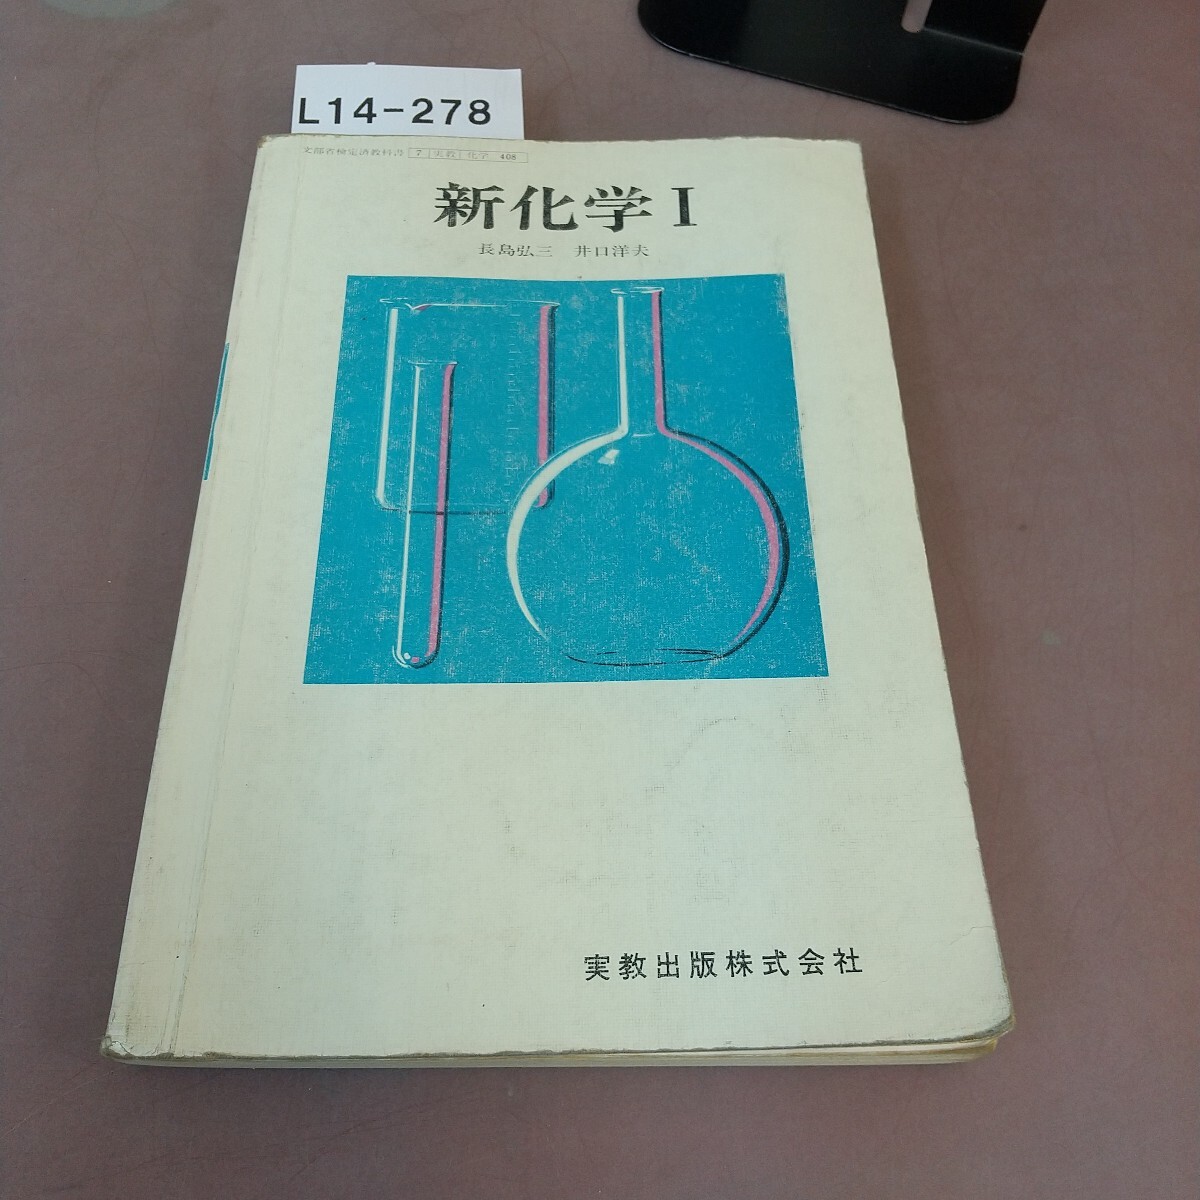 L14-278
文部省検定済教科書 7 実教 化学 408
新化学I
長島弘三 井口洋夫
実教出版株式会社